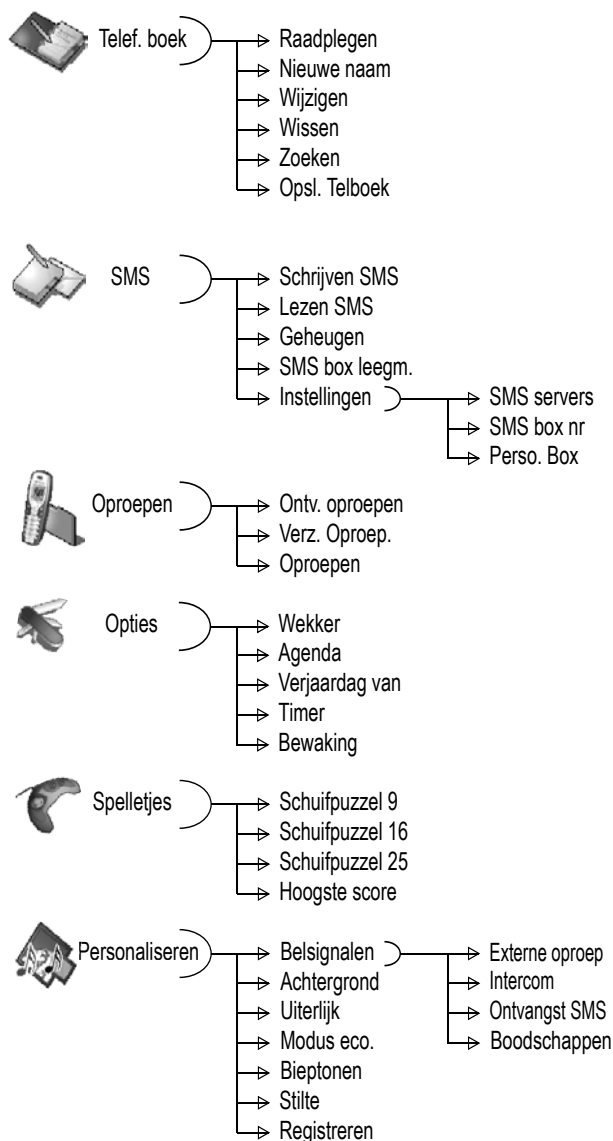 Telef. boek
Raadplegen
Nieuwe naam
Wijzigen
Wissen
Zoeken
Opsl. Telboek
SMS
Schrijven SMS
Lezen SMS
Geheugen
SMS box leegm.
Instellingen
SMS servers
SMS box nr
Perso. Box
Oproepen
Ontv. oproepen
Verz. Oproep.
Oproepen
Opties
Wekker
Agenda
Verjaardag van
Timer
Bewaking
Spelletjes
Schuifpuzzel 9
Schuifpuzzel 16
Schuifpuzzel 25
Hoogste score
Personaliseren
Belsignalen
Externe oproep
Intercom
Ontvangst SMS
Boodschappen
Achtergrond
Uiterlijk
Modus eco.
Bieptonen
Stilte
Registreren